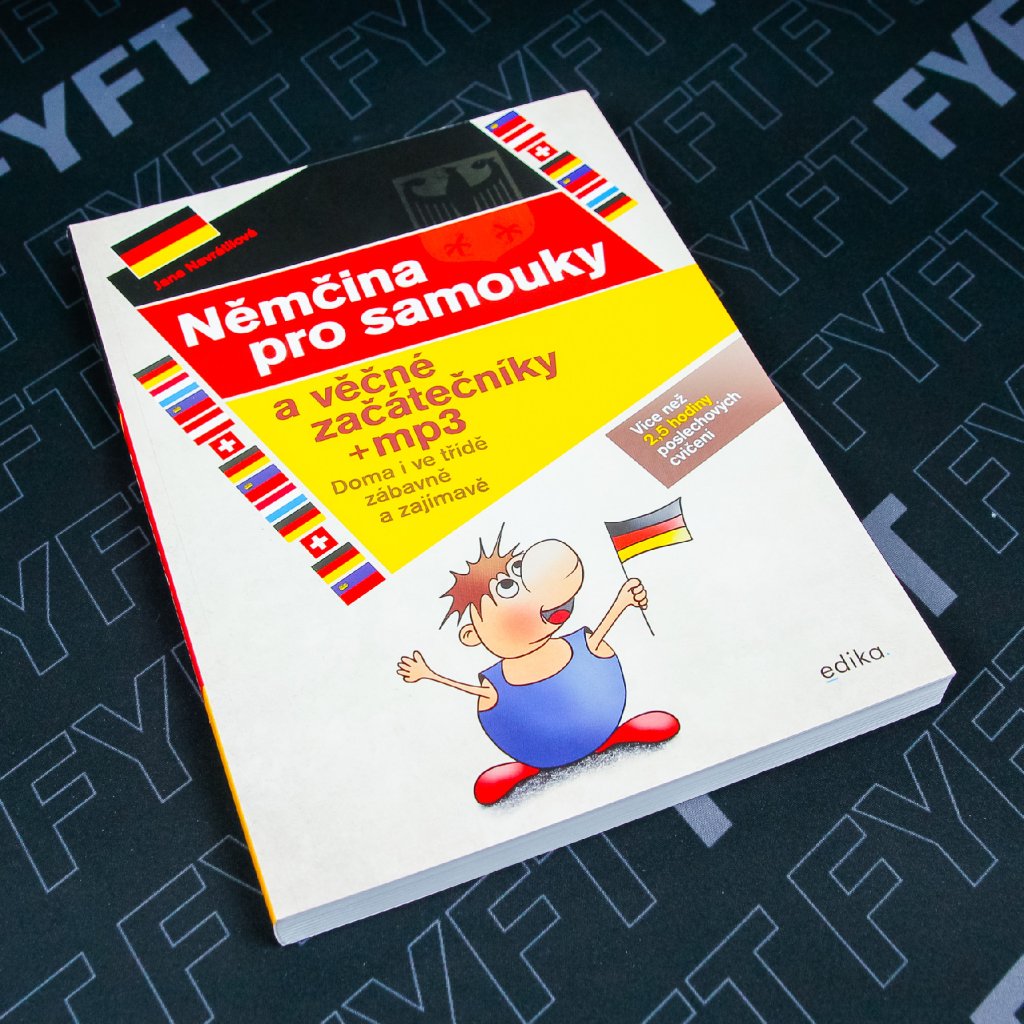 Jana Navrátilová
Němčina
pro samouky
a věčné
začátečníky
+mp3
Doma i ve třídě
zábavně
a zajímavě
Více než
2,5 hodiny
poslechových
cvičení
edika.
FYFT